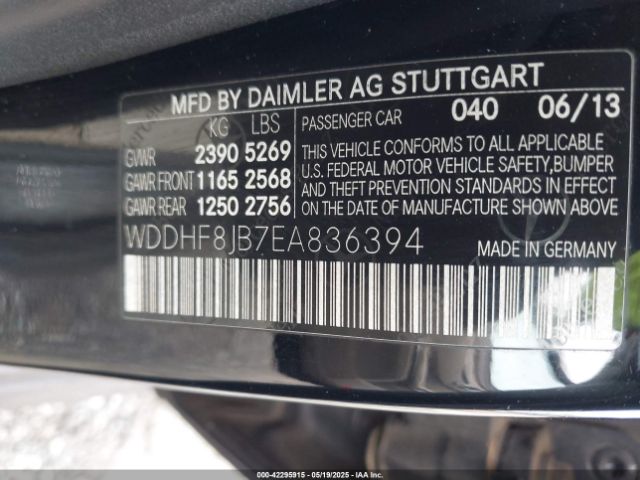 MFD BY DAIMLER AG STUTTGART
KG LBS
GVWR 2390 5269
GAWR FRONT 1165 2568
GAWR REAR 1250 2756
PASSENGER CAR 040 06/13
THIS VEHICLE CONFORMS TO ALL APPLICABLE
U.S. FEDERAL MOTOR VEHICLE SAFETY, BUMPER
AND THEFT PREVENTION STANDARDS IN EFFECT
ON THE DATE OF MANUFACTURE SHOWN ABOVE
WDDHF8JB7EA836394
MADE IN GERMANY
000-42295915 - 05/19/2025 - IAAI.COM